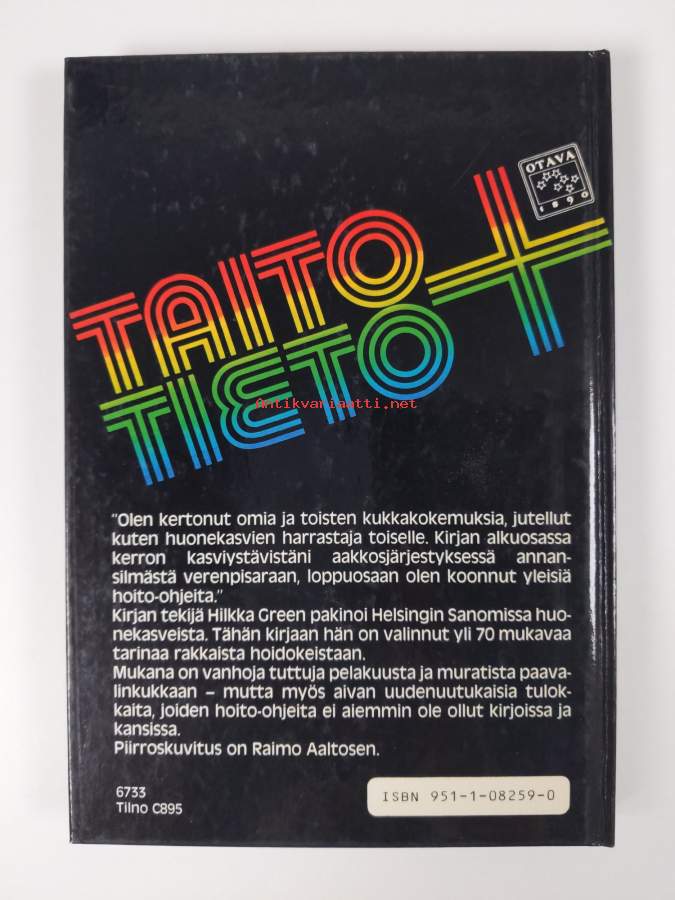 OTAVA
1890
TAITO
TIETO +
Antikvariaatti.net
"Olen kertonut omia ja toisten kukkakokemuksia, jutellut
kuten huonekasvien harrastaja toiselle. Kirjan alkuosassa
kerron kasviystävistäni aakkosjärjestyksessä annan-
silmästä verenpisaraan, loppuosaan olen koonnut yleisiä
hoito-ohjeita."
Kirjan tekijä Hilkka Green pakinoi Helsingin Sanomissa huo-
nekasveista. Tähän kirjaan hän on valinnut yli 70 mukavaa
tarinaa rakkaista hoidokeistaan.
Mukana on vanhoja tuttuja pelakuusta ja muratista paava-
linkukkaan – mutta myös aivan uudenuutukaisia tulok-
kaita, joiden hoito-ohjeita ei aiemmin ole ollut kirjoissa ja
kansissa.
Piirroskuvitus on Raimo Aaltosen.
6733
Tilno C895
ISBN 951-1-08259-0